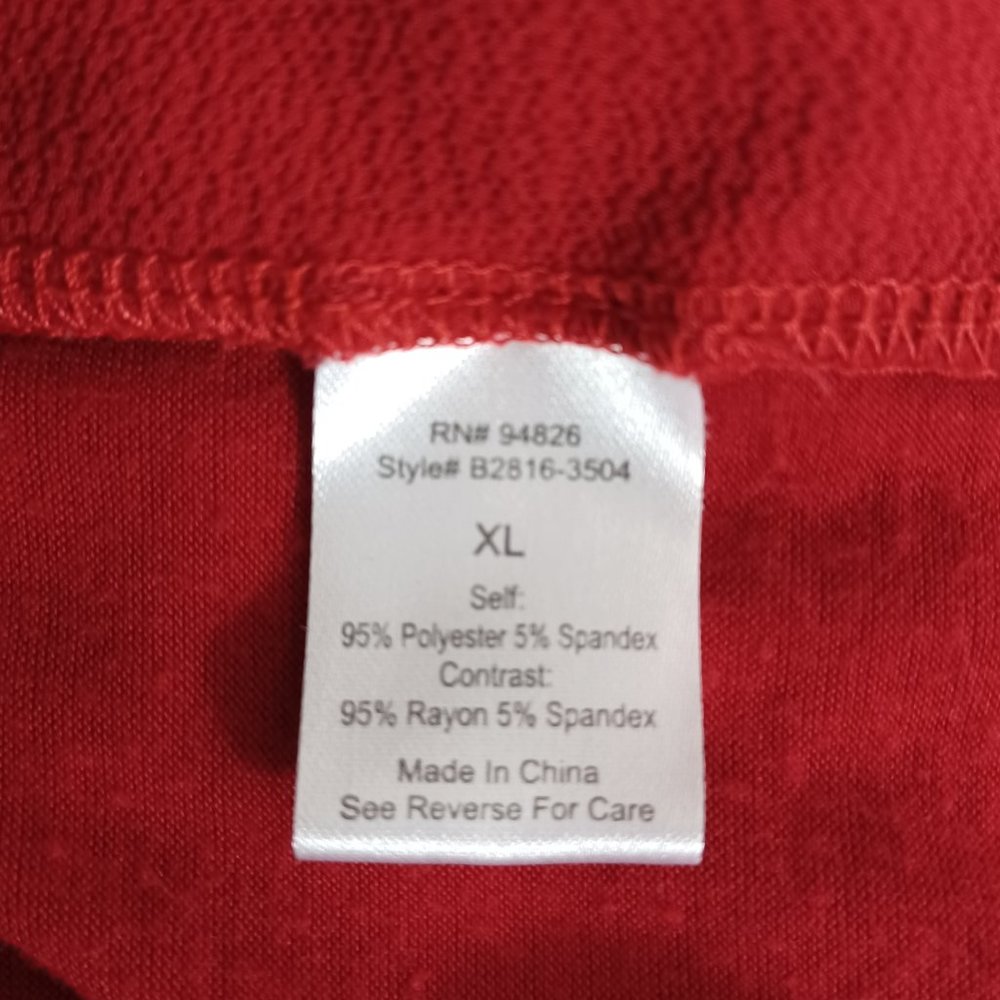 RN# 94826
Style# B2816-3504
XL
Self:
95% Polyester 5% Spandex
Contrast:
95% Rayon 5% Spandex
Made In China
See Reverse For Care